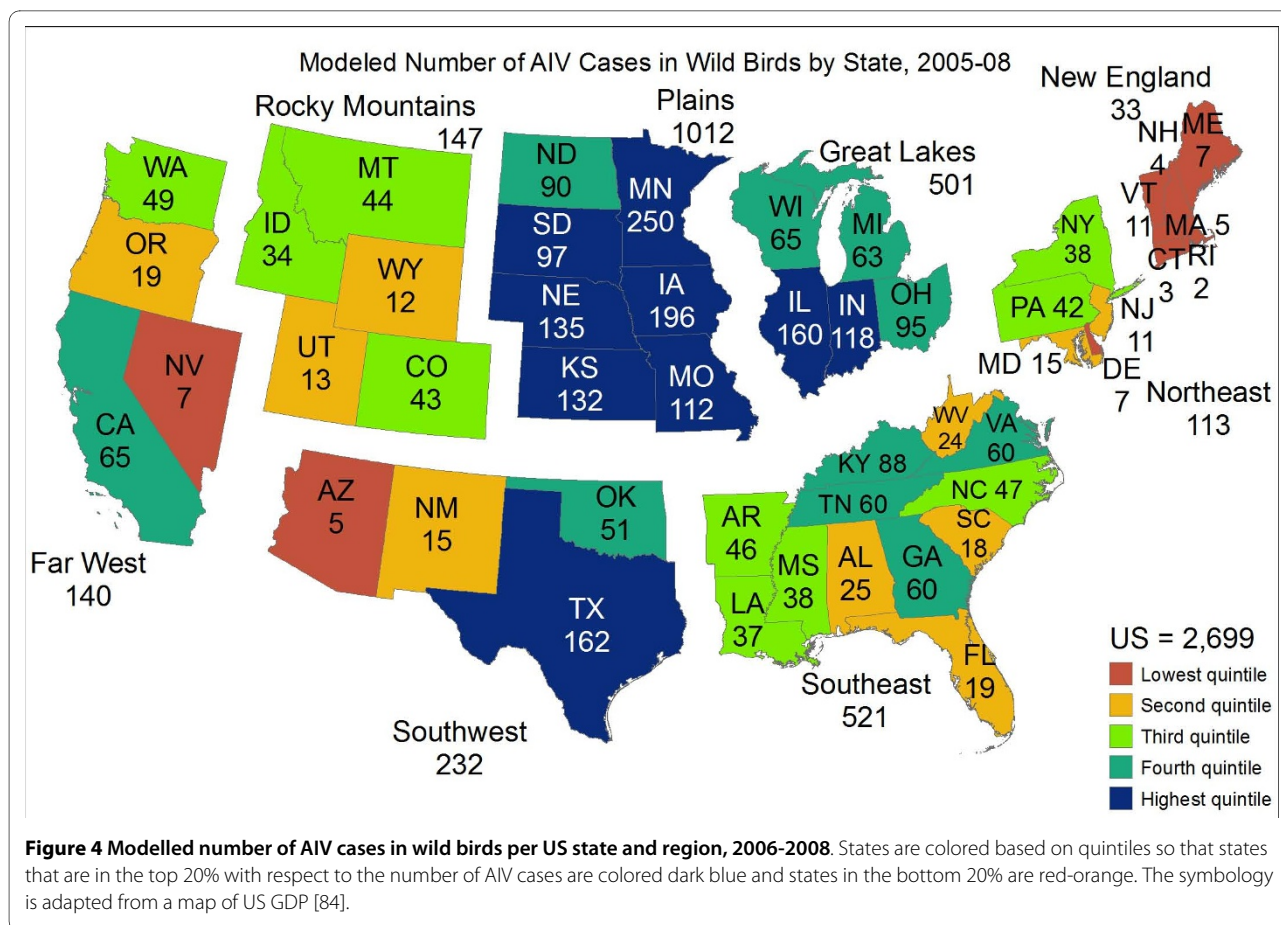 Modeled Number of AIV Cases in Wild Birds by State, 2005-08
Rocky Mountains
147
Plains
1012
New England
33
Great Lakes
501
WA
49
OR
19
CA
65
NV
7
Far West
140
MT
44
ID
34
WY
12
UT
13
CO
43
ND
90
MN
250
SD
97
NE
135
IA
196
KS
132
MO
112
WI
65
MI
63
IL
160
IN
118
OH
95
NH
4
ME
7
VT
11
MA 5
CT
3
RI
2
NY
38
PA 42
NJ
11
MD 15
DE
7
Northeast
113
AZ
5
NM
15
OK
51
TX
162
Southwest
232
WV
24
VA
60
KY 88
TN 60
NC 47
SC
18
AR
46
MS
38
AL
25
GA
60
LA
37
FL
19
Southeast
521
US = 2,699
Lowest quintile
Second quintile
Third quintile
Fourth quintile
Highest quintile
Figure 4 Modelled number of AIV cases in wild birds per US state and region, 2006-2008. States are colored based on quintiles so that states
that are in the top 20% with respect to the number of AIV cases are colored dark blue and states in the bottom 20% are red-orange. The symbology
is adapted from a map of US GDP [84].